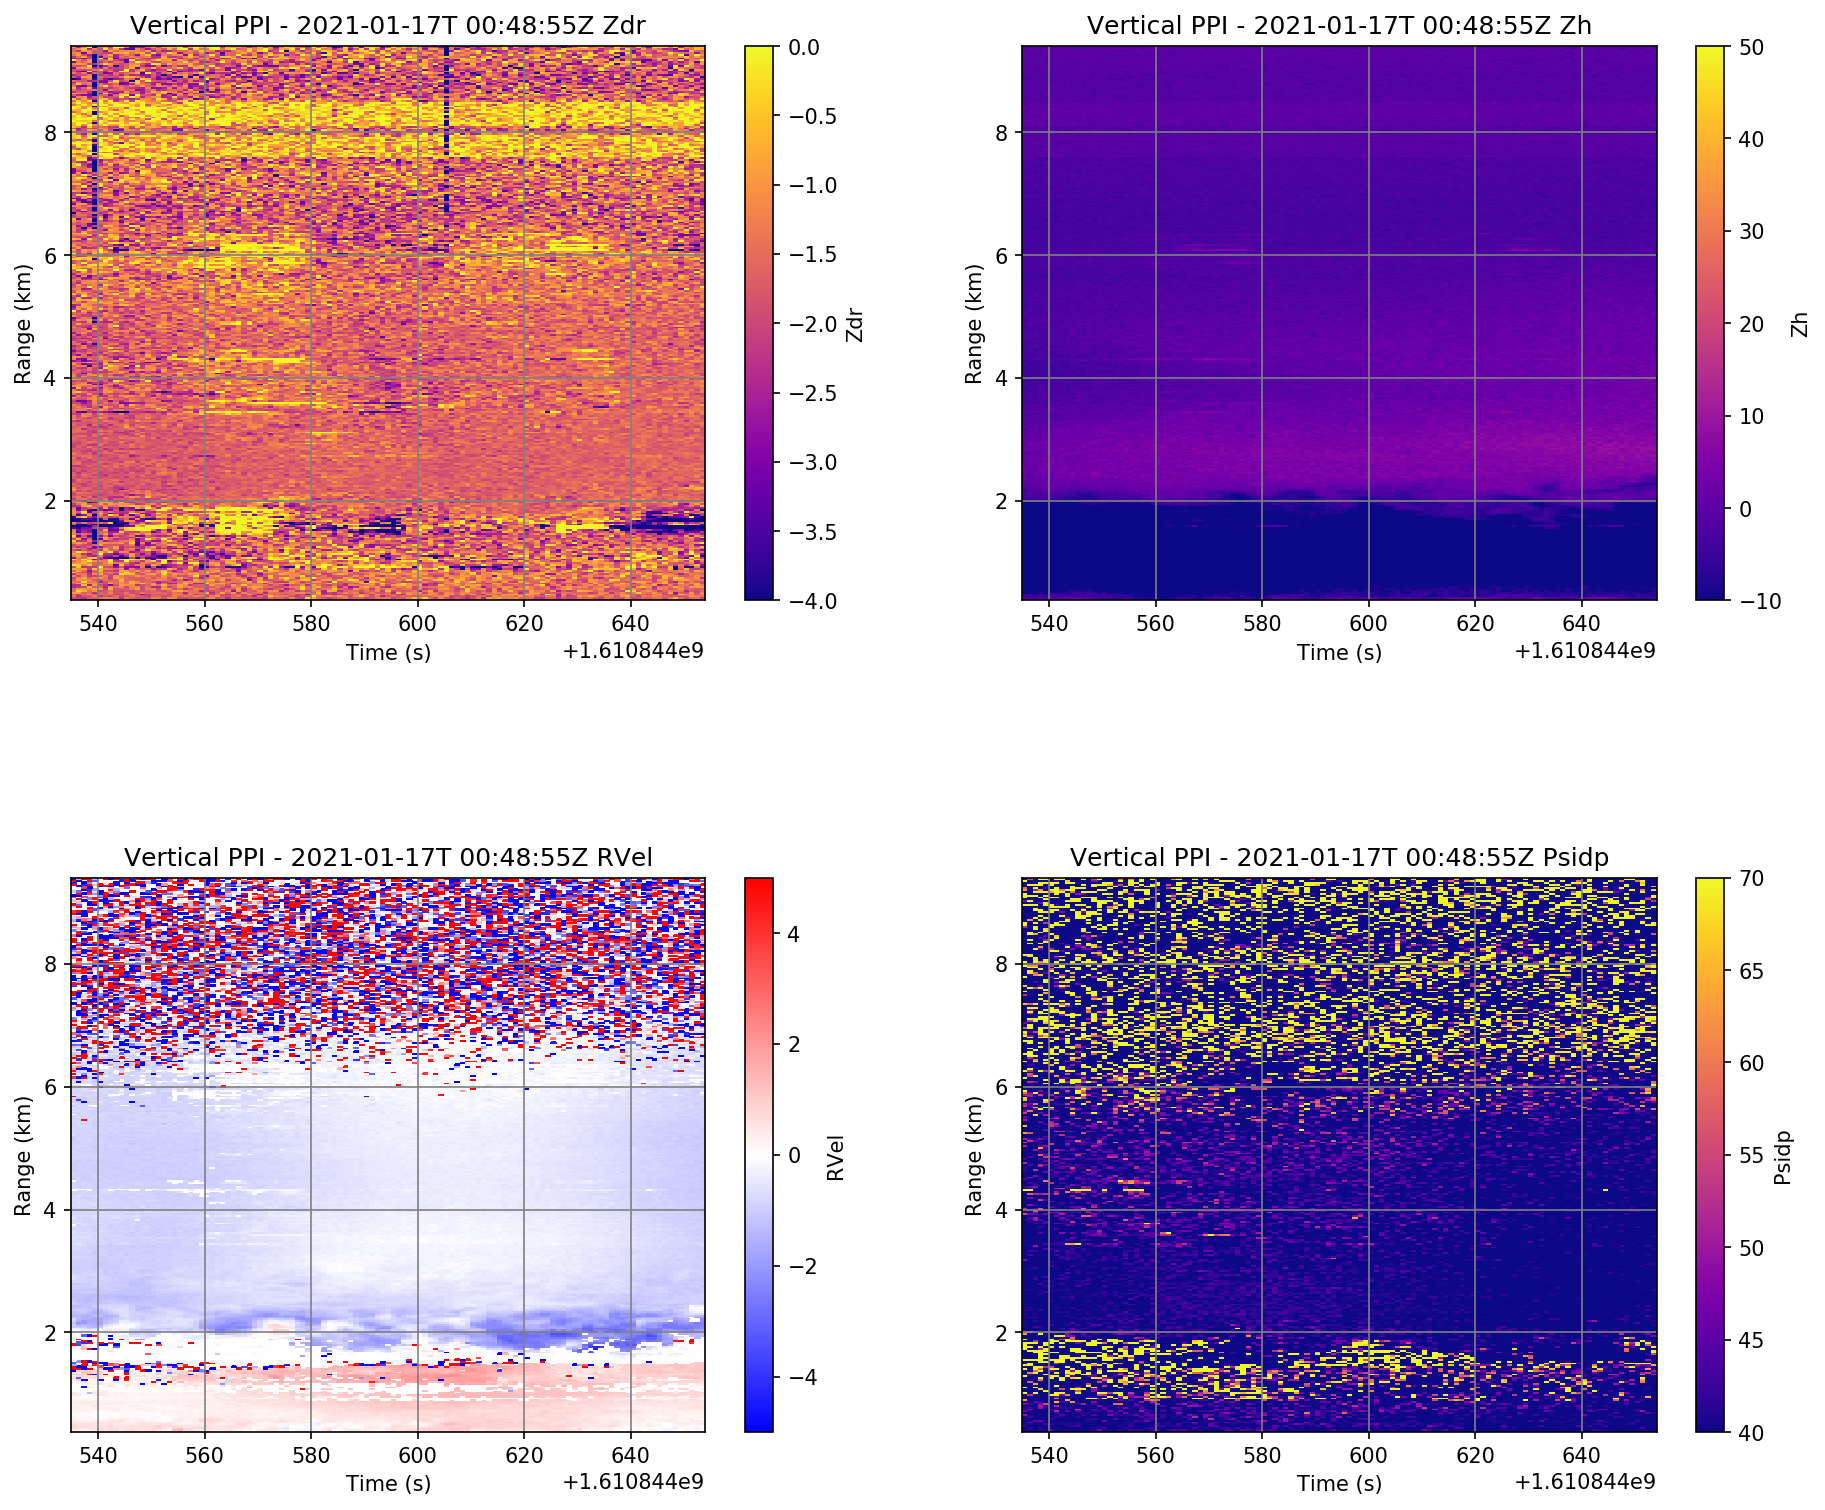 Vertical PPI - 2021-01-17T 00:48:55Z Zdr
0.0
−0.5
−1.0
−1.5
−2.0
−2.5
−3.0
−3.5
−4.0
Zdr
8
6
4
2
Range (km)
540 560 580 600 620 640
Time (s)
+1.610844e9
Vertical PPI - 2021-01-17T 00:48:55Z Zh
50
40
30
20
10
0
−10
Zh
8
6
4
2
Range (km)
540 560 580 600 620 640
Time (s)
+1.610844e9
Vertical PPI - 2021-01-17T 00:48:55Z RVel
4
2
0
−2
−4
RVel
8
6
4
2
Range (km)
540 560 580 600 620 640
Time (s)
+1.610844e9
Vertical PPI - 2021-01-17T 00:48:55Z Psidp
70
65
60
55
50
45
40
Psidp
8
6
4
2
Range (km)
540 560 580 600 620 640
Time (s)
+1.610844e9